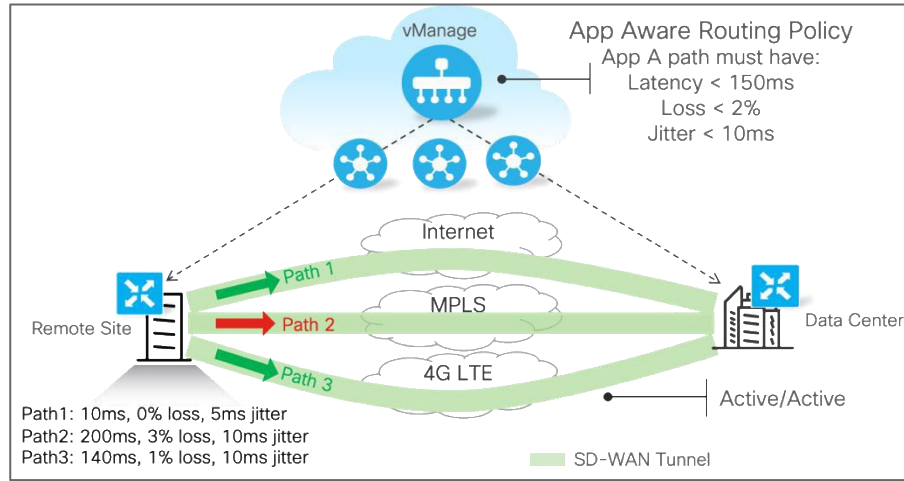 vManage
App Aware Routing Policy
App A path must have:
Latency < 150ms
Loss < 2%
Jitter < 10ms
Internet
Path 1
MPLS
Remote Site
Path 2
Data Center
4G LTE
Path 3
Active/Active
Path1: 10ms, 0% loss, 5ms jitter
Path2: 200ms, 3% loss, 10ms jitter
Path3: 140ms, 1% loss, 10ms jitter
SD-WAN Tunnel